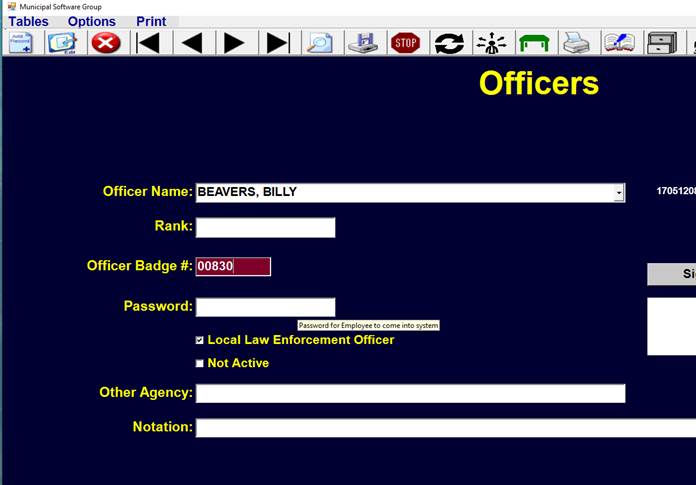 Municipal Software Group
Tables Options Print
STOP
Officers
Officer Name: BEAVERS, BILLY
1705120
Rank:
Officer Badge #: 00830
Si
Password:
Password for Employee to come into system
Local Law Enforcement Officer
Not Active
Other Agency:
Notation: